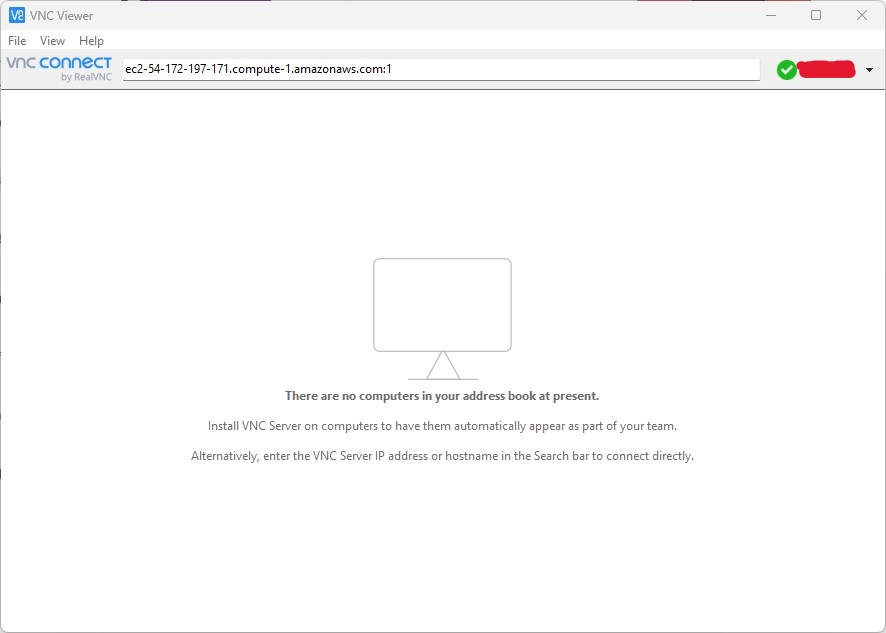 VNC Viewer
File View Help
vnc connect
by RealVNC
ec2-54-172-197-171.compute-1.amazonaws.com:1
There are no computers in your address book at present.
Install VNC Server on computers to have them automatically appear as part of your team.
Alternatively, enter the VNC Server IP address or hostname in the Search bar to connect directly.